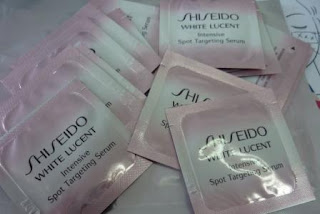 SHISEIDO
WHITE LUCENT
Intensive
Spot Targeting Serum
SHISEIDO
WHITE LUCENT
Intensive
Spot Targeting Serum
SHISEIDO
WHITE LUCENT
Intensive
Spot Targeting Serum